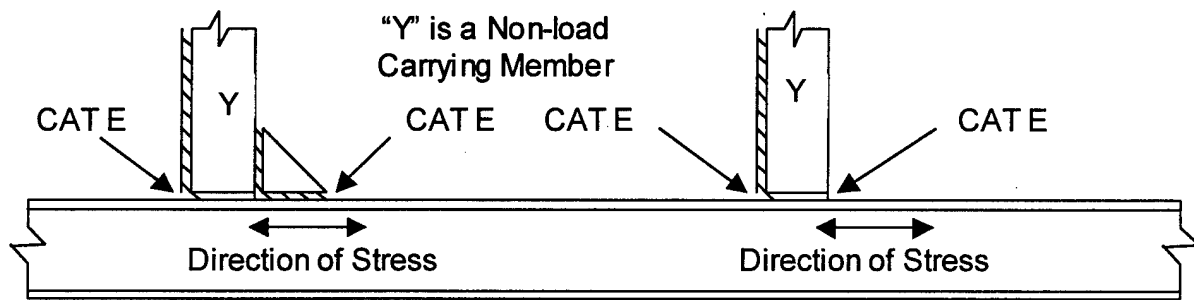 “Y” is a Non-load
Carrying Member
Y
Y
CAT E
CAT E
CAT E
CAT E
Direction of Stress
Direction of Stress